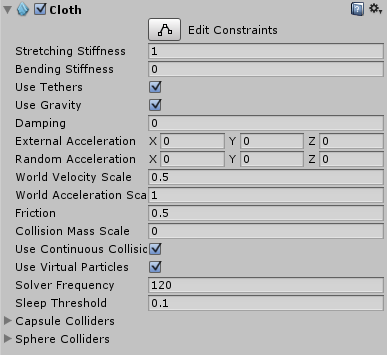 Cloth
Edit Constraints
Stretching Stiffness 1
Bending Stiffness 0
Use Tethers
Use Gravity
Damping 0
External Acceleration X 0 Y 0 Z 0
Random Acceleration X 0 Y 0 Z 0
World Velocity Scale 0.5
World Acceleration Sca 1
Friction 0.5
Collision Mass Scale 0
Use Continuous Collisio
Use Virtual Particles
Solver Frequency 120
Sleep Threshold 0.1
Capsule Colliders
Sphere Colliders